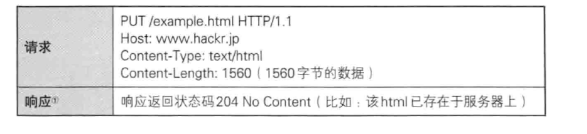 请求
PUT /example.html HTTP/1.1
Host: www.hackr.jp
Content-Type: text/html
Content-Length: 1560（1560字节的数据）
响应①
响应返回状态码204 No Content（比如：该html已存在于服务器上）